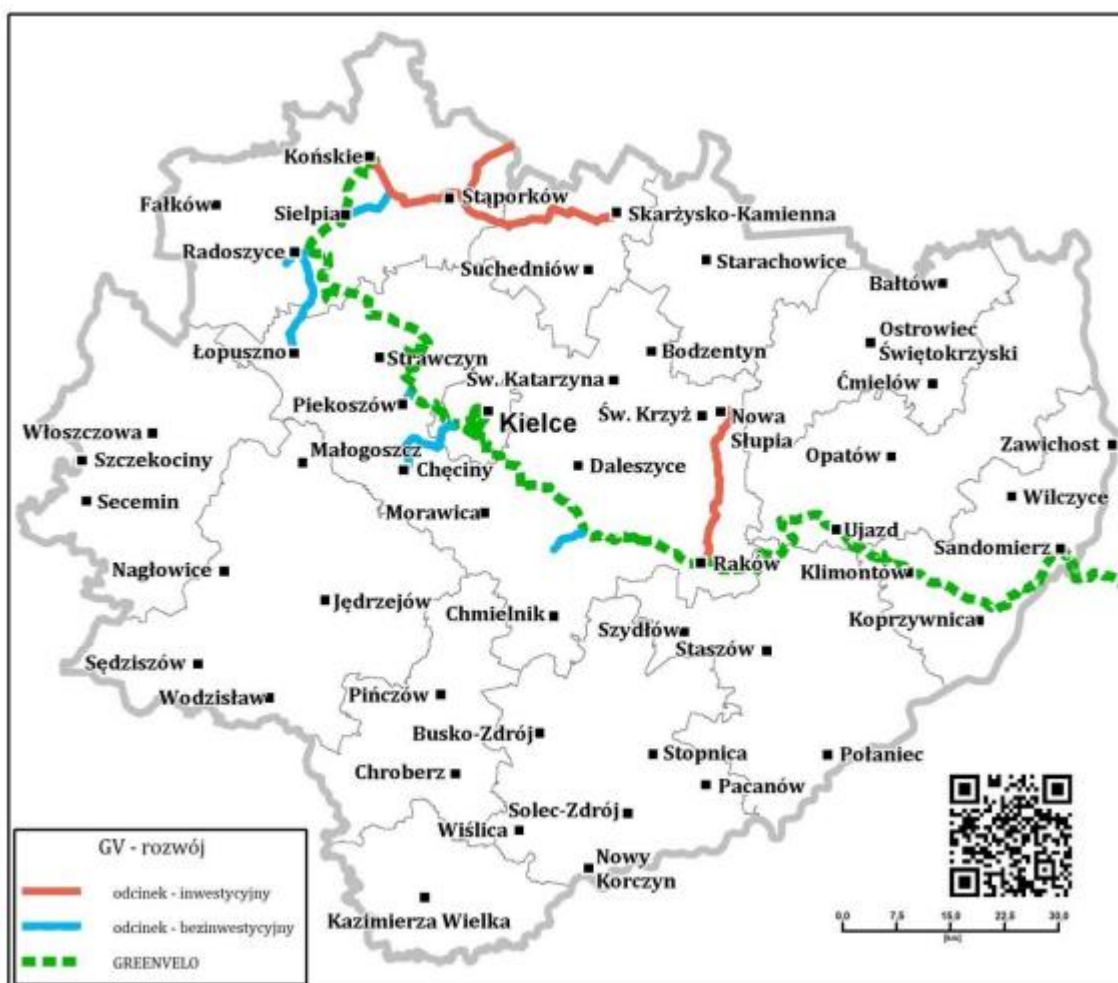 Końskie
Fałków
Sielpia
Stąporków
Skarżysko-Kamienna
Radoszyce
Suchedniów
Starachowice
Bałtów
Łopuszno
Strawczyn
Bodzentyn
Ostrowiec
Świętokrzyski
Św. Katarzyna
Ćmielów
Piekoszów
Kielce
Św. Krzyż
Nowa
Słupia
Włoszczowa
Małogoszcz
Zawichost
Szczekociny
Chęciny
Daleszyce
Opatów
Secemin
Wilczyce
Morawica
Ujazd
Sandomierz
Nagłowice
Raków
Klimontów
Jędrzejów
Chmielnik
Szydłów
Koprzywnica
Staszów
Sędziszów
Wodzisław
Pińczów
Busko-Zdrój
Stopnica
Połaniec
Chroberz
Pacanów
Solec-Zdrój
Wiślica
Nowy
Korczyn
Kazimierza Wielka
GV - rozwój
odcinek - inwestycyjny
odcinek - bezinwestycyjny
GREENVELO
0,0 7,5 15,0 22,5 30,0
[km]